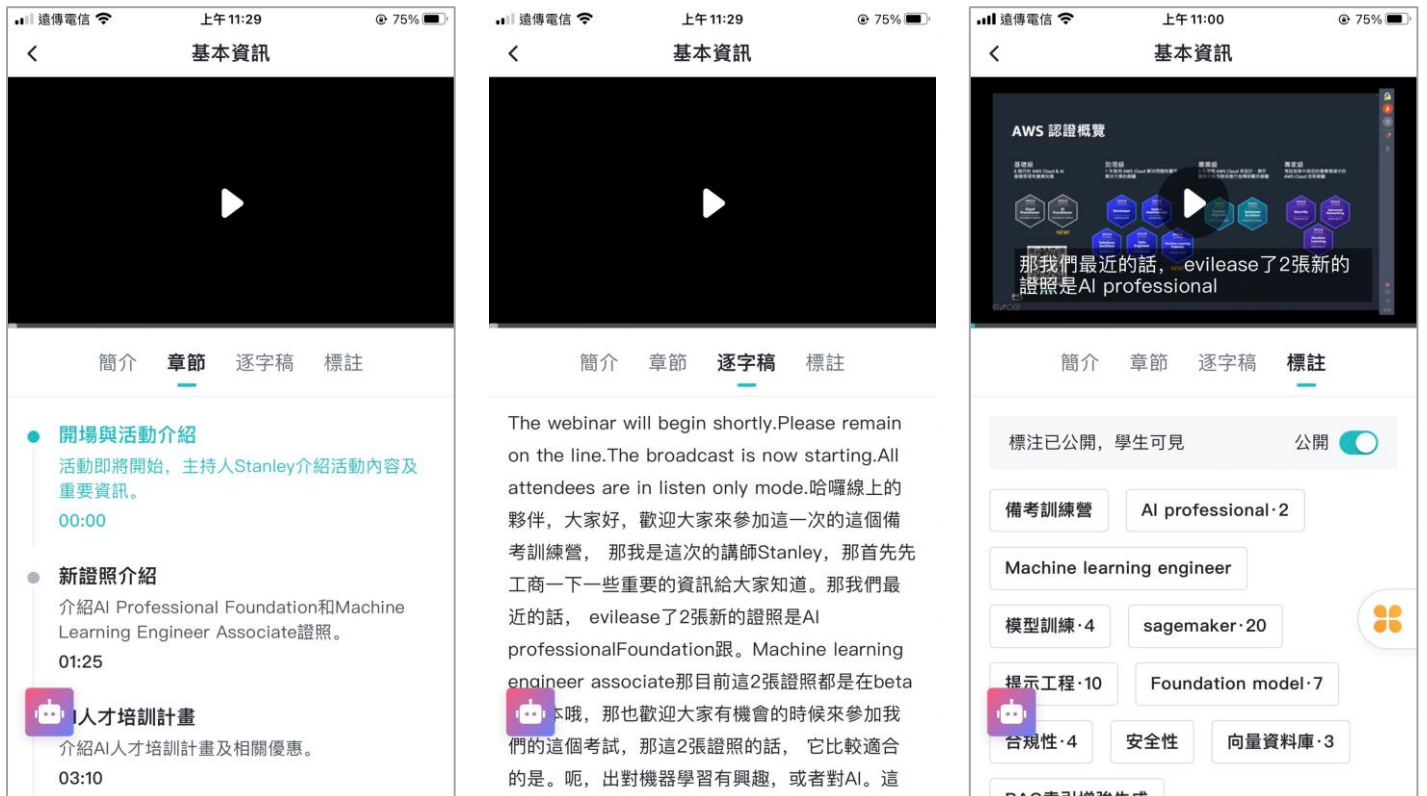 遠傳電信
上午11:29
75%
基本資訊
簡介
章節
逐字稿
標註
開場與活動介紹
活動即將開始，主持人Stanley介紹活動內容及
重要資訊。
00:00
新證照介紹
介紹AI Professional Foundation和Machine
Learning Engineer Associate證照。
01:25
人才培訓計畫
介紹AI人才培訓計畫及相關優惠。
03:10
遠傳電信
上午11:29
75%
基本資訊
簡介
章節
逐字稿
標註
The webinar will begin shortly.Please remain
on the line.The broadcast is now starting.All
attendees are in listen only mode.哈囉線上的
夥伴，大家好，歡迎大家來參加這一次的這個備
考訓練營， 那我是這次的講師Stanley，那首先先
工商一下一些重要的資訊給大家知道。那我們最
近的話， evilease了2張新的證照是AI
professionalFoundation跟。Machine learning
engineer associate那目前這2張證照都是在beta
本哦，那也歡迎大家有機會的時候來參加我
們的這個考試，那這2張證照的話， 它比較適合
的是。呃，出對機器學習有興趣，或者對AI。這
遠傳電信
上午11:00
75%
基本資訊
AWS 認證概覽
那我們最近的話， evilease了2張新的
證照是AI professional
簡介
章節
逐字稿
標註
標注已公開，學生可見
公開
備考訓練營
AI professional·2
Machine learning engineer
模型訓練·4
sagemaker·20
提示工程·10
Foundation model·7
合規性·4
安全性
向量資料庫·3